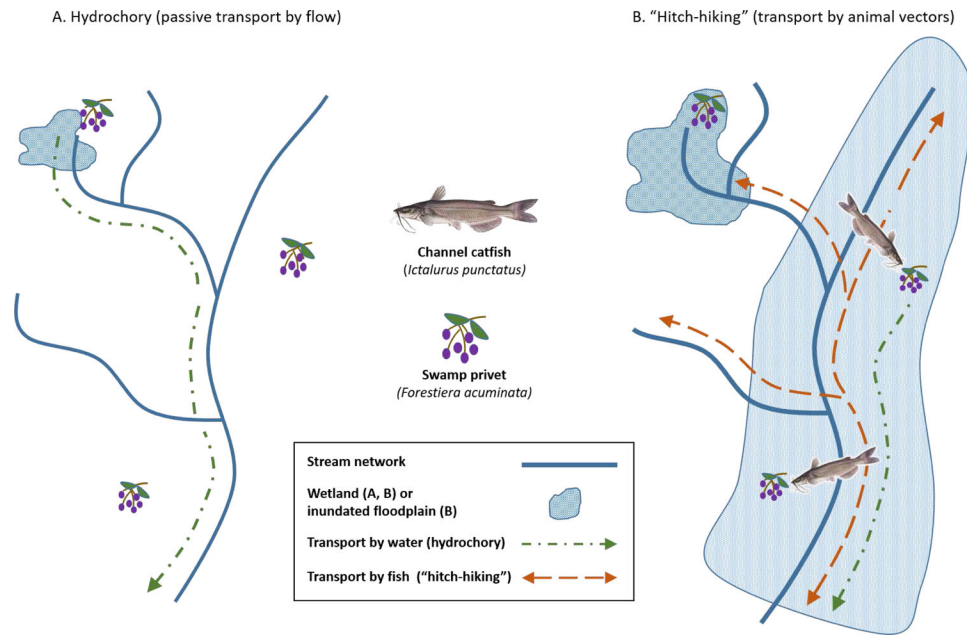 A. Hydrochory (passive transport by flow)
B. “Hitch-hiking” (transport by animal vectors)
Channel catfish
(Ictalurus punctatus)
Swamp privet
(Forestiera acuminata)
Stream network
Wetland (A, B) or
inundated floodplain (B)
Transport by water (hydrochory)
Transport by fish (“hitch-hiking”)